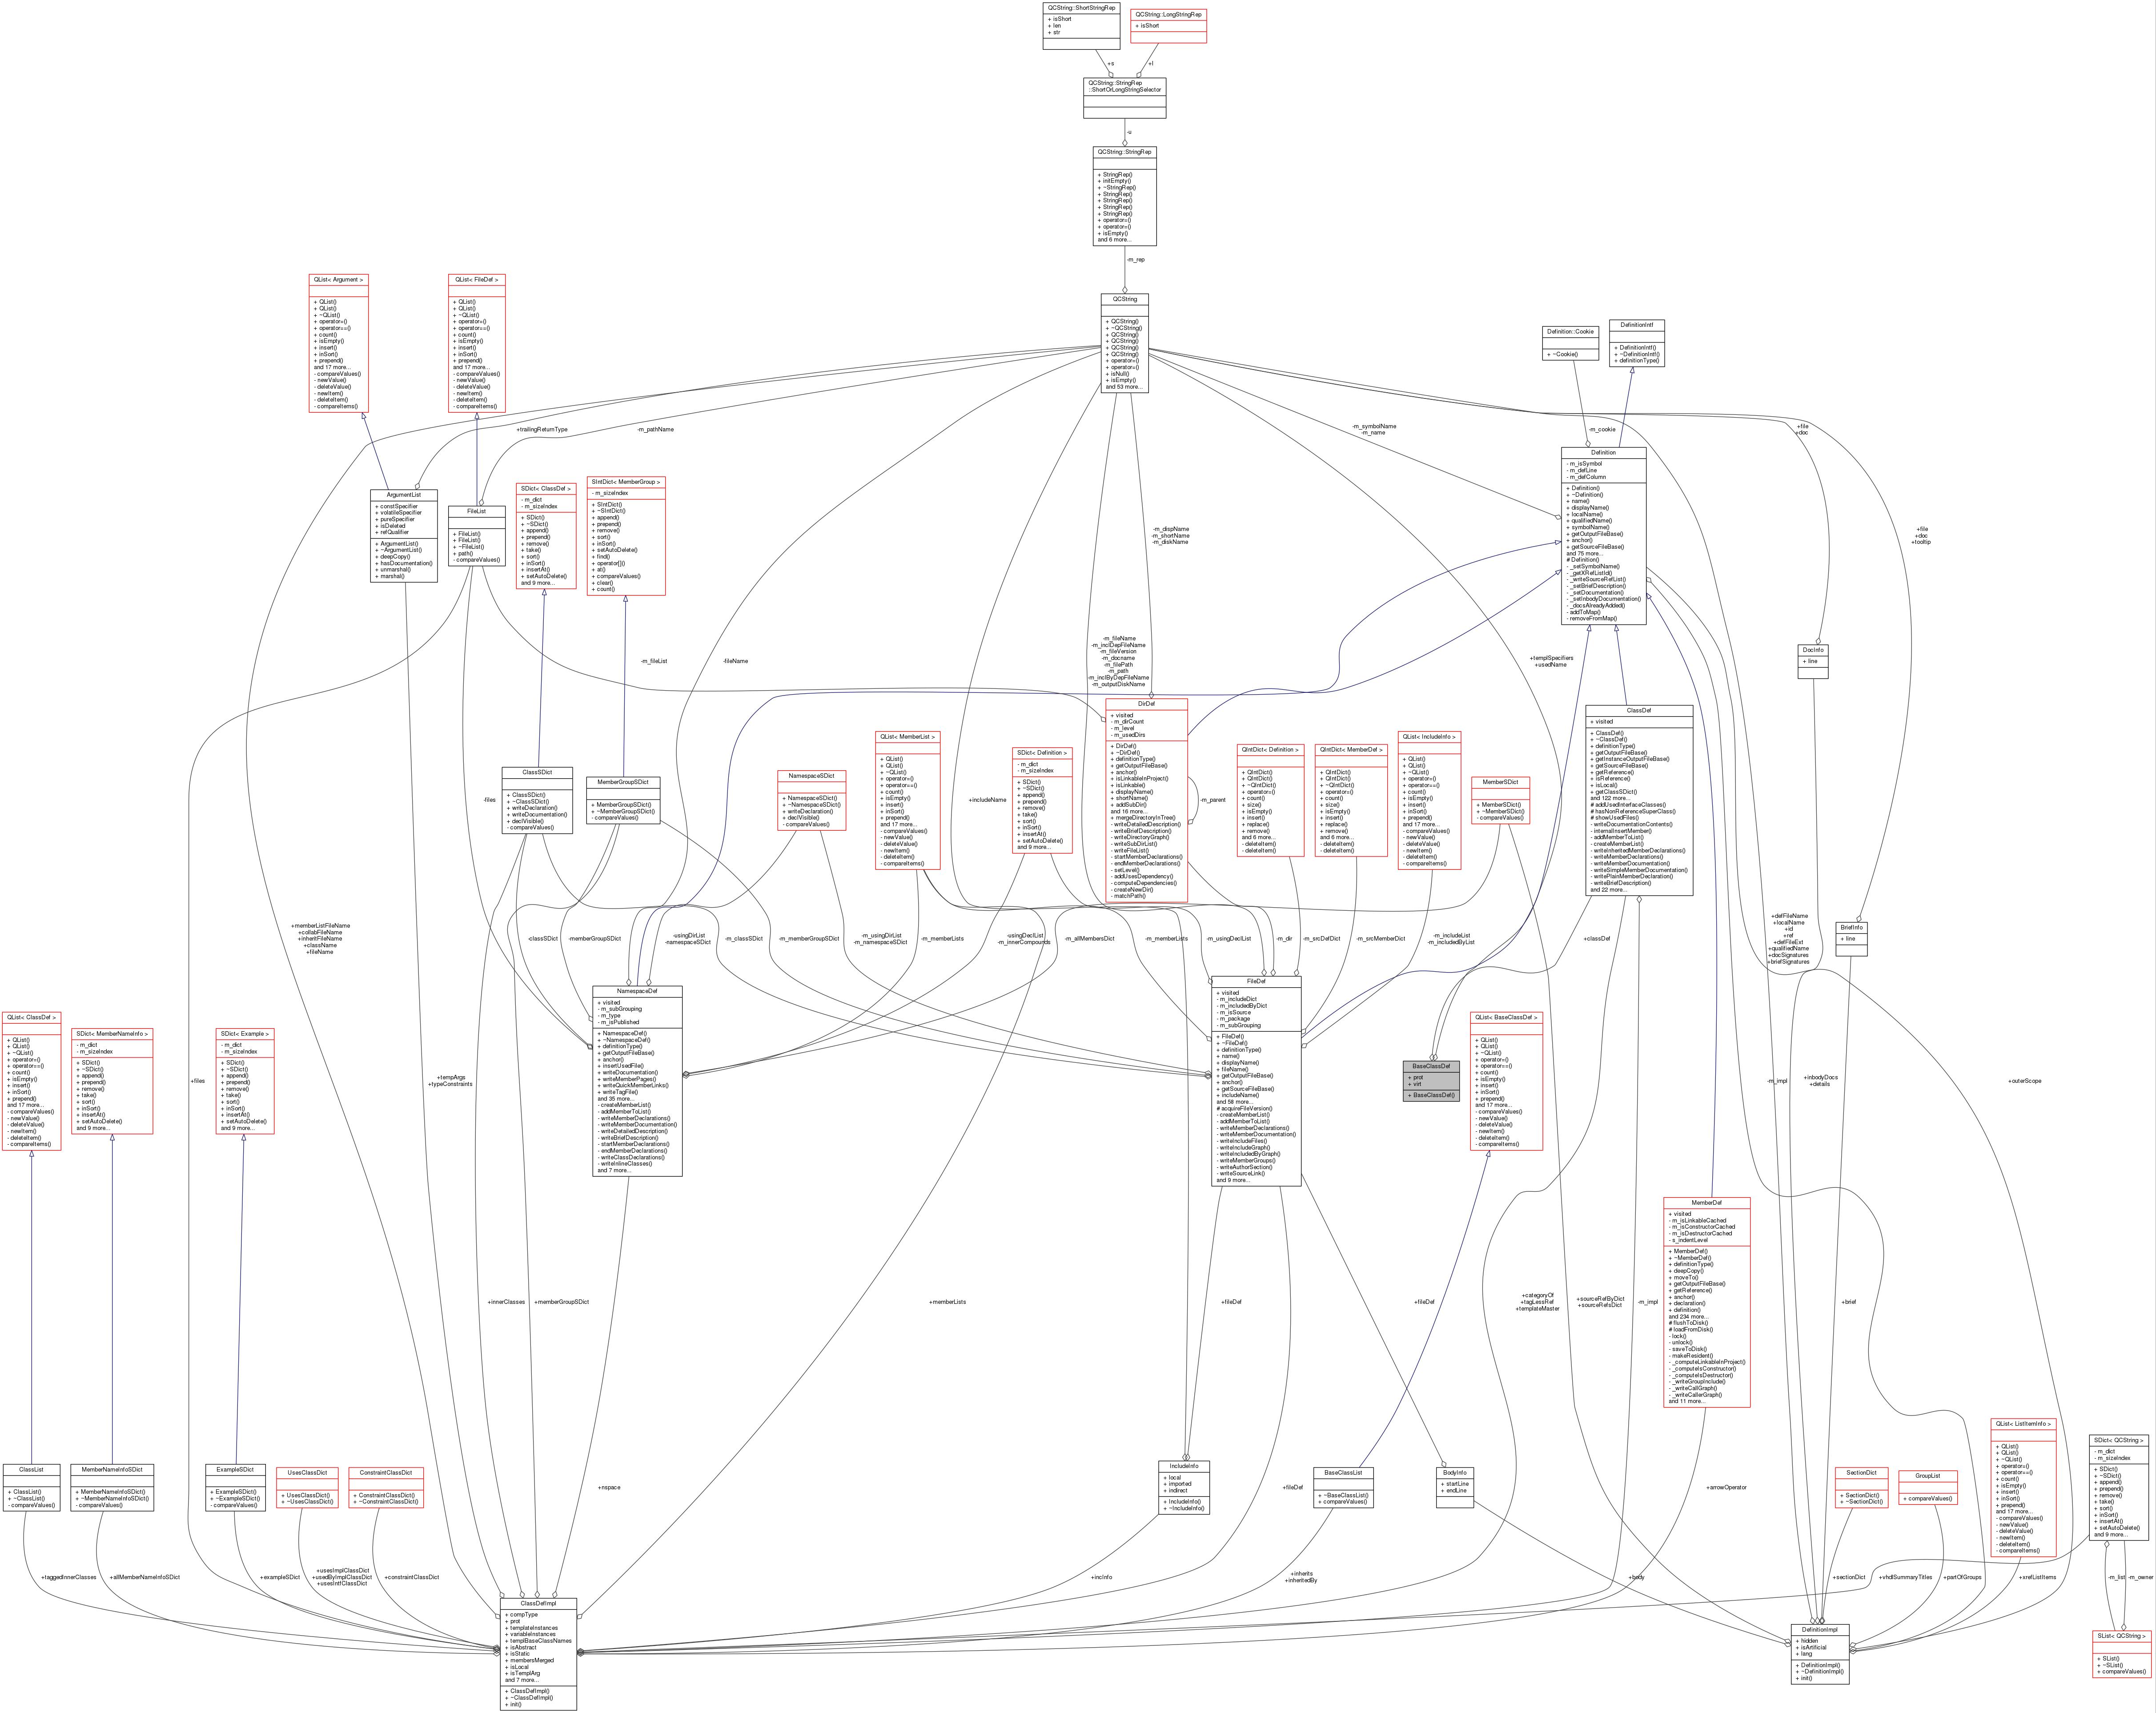 QCString::ShortStringRep
+ isShort
+ len
+ str
QCString::LongStringRep
+ isShort
+s
+l
QCString::StringRep
::ShortOrLongStringSelector
-u
QCString::StringRep
+ StringRep()
+ initEmpty()
+ ~StringRep()
+ StringRep()
+ StringRep()
+ StringRep()
+ StringRep()
+ operator=()
+ operator=()
+ isEmpty()
and 6 more...
-m_rep
QCString
+ QCString()
+ ~QCString()
+ QCString()
+ QCString()
+ QCString()
+ QCString()
+ operator=()
+ operator=()
+ isNull()
+ isEmpty()
and 53 more...
QList< Argument >
+ QList()
+ QList()
+ ~QList()
+ operator=()
+ operator==()
+ count()
+ isEmpty()
+ insert()
+ inSort()
+ prepend()
and 17 more...
- compareValues()
- newValue()
- deleteValue()
- newItem()
- deleteItem()
- compareItems()
QList< FileDef >
+ QList()
+ QList()
+ ~QList()
+ operator=()
+ operator==()
+ count()
+ isEmpty()
+ insert()
+ inSort()
+ prepend()
and 17 more...
- compareValues()
- newValue()
- deleteValue()
- newItem()
- deleteItem()
- compareItems()
Definition::Cookie
+ ~Cookie()
DefinitionIntf
+ DefinitionIntf()
+ ~DefinitionIntf()
+ definitionType()
+trailingReturnType
-m_pathName
-m_symbolName
-m_name
-m_cookie
+file
+doc
Definition
- m_isSymbol
- m_defLine
- m_defColumn
+ Definition()
+ ~Definition()
+ name()
+ displayName()
+ localName()
+ qualifiedName()
+ symbolName()
+ getOutputFileBase()
+ anchor()
+ getSourceFileBase()
and 75 more...
# Definition()
- _setSymbolName()
- _getXRefListId()
- _writeSourceRefList()
- _setBriefDescription()
- _setDocumentation()
- _setInbodyDocumentation()
- _docsAlreadyAdded()
- addToMap()
- removeFromMap()
ArgumentList
+ constSpecifier
+ volatileSpecifier
+ pureSpecifier
+ isDeleted
+ refQualifier
+ ArgumentList()
+ ~ArgumentList()
+ deepCopy()
+ hasDocumentation()
+ unmarshal()
+ marshal()
FileList
+ FileList()
+ FileList()
+ ~FileList()
+ path()
- compareValues()
SDict< ClassDef >
- m_dict
- m_sizeIndex
+ SDict()
+ ~SDict()
+ append()
+ prepend()
+ remove()
+ take()
+ sort()
+ inSort()
+ insertAt()
+ setAutoDelete()
and 9 more...
SIntDict< MemberGroup >
- m_sizeIndex
+ SIntDict()
+ ~SIntDict()
+ append()
+ prepend()
+ remove()
+ sort()
+ inSort()
+ setAutoDelete()
+ find()
+ operator[]()
+ at()
+ compareValues()
+ clear()
+ count()
-m_dispName
-m_shortName
-m_diskName
+file
+doc
+tooltip
-m_fileList
-fileName
-m_fileName
-m_inclDepFileName
-m_fileVersion
-m_docname
-m_filePath
-m_path
-m_inclByDepFileName
-m_outputDiskName
+templSpecifiers
+usedName
DocInfo
+ line
DirDef
+ visited
- m_dirCount
- m_level
- m_usedDirs
+ DirDef()
+ ~DirDef()
+ definitionType()
+ getOutputFileBase()
+ anchor()
+ isLinkableInProject()
+ isLinkable()
+ displayName()
+ shortName()
+ addSubDir()
and 16 more...
+ mergeDirectoryInTree()
- writeDetailedDescription()
- writeBriefDescription()
- writeDirectoryGraph()
- writeSubDirList()
- writeFileList()
- startMemberDeclarations()
- endMemberDeclarations()
- setLevel()
- addUsesDependency()
- computeDependencies()
- createNewDir()
- matchPath()
-m_parent
ClassDef
+ visited
+ ClassDef()
+ ~ClassDef()
+ definitionType()
+ getOutputFileBase()
+ getInstanceOutputFileBase()
+ getSourceFileBase()
+ getReference()
+ isReference()
+ isLocal()
+ getClassSDict()
and 122 more...
# addUsedInterfaceClasses()
# hasNonReferenceSuperClass()
# showUsedFiles()
- writeDocumentationContents()
- internalInsertMember()
- addMemberToList()
- createMemberList()
- writeInheritedMemberDeclarations()
- writeMemberDeclarations()
- writeMemberDocumentation()
- writeSimpleMemberDocumentation()
- writePlainMemberDeclaration()
- writeBriefDescription()
and 22 more...
-files
ClassSDict
+ ClassSDict()
+ ~ClassSDict()
+ writeDeclaration()
+ writeDocumentation()
+ declVisible()
- compareValues()
MemberGroupSDict
+ MemberGroupSDict()
+ ~MemberGroupSDict()
- compareValues()
NamespaceSDict
+ NamespaceSDict()
+ ~NamespaceSDict()
+ writeDeclaration()
+ declVisible()
- compareValues()
QList< MemberList >
+ QList()
+ QList()
+ ~QList()
+ operator=()
+ operator==()
+ count()
+ isEmpty()
+ insert()
+ inSort()
+ prepend()
and 17 more...
- compareValues()
- newValue()
- deleteValue()
- newItem()
- deleteItem()
- compareItems()
+includeName
SDict< Definition >
- m_dict
- m_sizeIndex
+ SDict()
+ ~SDict()
+ append()
+ prepend()
+ remove()
+ take()
+ sort()
+ inSort()
+ insertAt()
+ setAutoDelete()
and 9 more...
QIntDict< Definition >
+ QIntDict()
+ QIntDict()
+ ~QIntDict()
+ operator=()
+ count()
+ size()
+ isEmpty()
+ insert()
+ replace()
+ remove()
and 6 more...
- deleteItem()
- deleteItem()
QIntDict< MemberDef >
+ QIntDict()
+ QIntDict()
+ ~QIntDict()
+ operator=()
+ count()
+ size()
+ isEmpty()
+ insert()
+ replace()
+ remove()
and 6 more...
- deleteItem()
- deleteItem()
QList< IncludeInfo >
+ QList()
+ QList()
+ ~QList()
+ operator=()
+ operator==()
+ count()
+ isEmpty()
+ insert()
+ inSort()
+ prepend()
and 17 more...
- compareValues()
- newValue()
- deleteValue()
- newItem()
- deleteItem()
- compareItems()
MemberSDict
+ MemberSDict()
+ ~MemberSDict()
- compareValues()
+memberListFileName
+collabFileName
+inheritFileName
+className
+fileName
-classSDict
-memberGroupSDict
-usingDirList
-namespaceSDict
-m_classSDict
-m_memberGroupSDict
-m_usingDirList
-m_namespaceSDict
-m_memberLists
-usingDeclList
-m_innerCompounds
-m_allMembersDict
-m_memberLists
-m_usingDeclList
-m_dir
-m_srcDefDict
-m_srcMemberDict
-m_includeList
-m_includedByList
+classDef
+defFileName
+localName
+id
+ref
+defFileExt
+qualifiedName
+docSignatures
+briefSignatures
BriefInfo
+ line
NamespaceDef
+ visited
- m_subGrouping
- m_type
- m_isPublished
+ NamespaceDef()
+ ~NamespaceDef()
+ definitionType()
+ getOutputFileBase()
+ anchor()
+ insertUsedFile()
+ writeDocumentation()
+ writeMemberPages()
+ writeQuickMemberLinks()
+ writeTagFile()
and 35 more...
- createMemberList()
- addMemberToList()
- writeMemberDeclarations()
- writeMemberDocumentation()
- writeDetailedDescription()
- writeBriefDescription()
- startMemberDeclarations()
- endMemberDeclarations()
- writeClassDeclarations()
- writeInlineClasses()
and 7 more...
FileDef
+ visited
- m_includeDict
- m_includedByDict
- m_isSource
- m_package
- m_subGrouping
+ FileDef()
+ ~FileDef()
+ definitionType()
+ name()
+ displayName()
+ fileName()
+ getOutputFileBase()
+ anchor()
+ getSourceFileBase()
+ includeName()
and 58 more...
# acquireFileVersion()
- createMemberList()
- addMemberToList()
- writeMemberDeclarations()
- writeMemberDocumentation()
- writeIncludeFiles()
- writeIncludeGraph()
- writeIncludedByGraph()
- writeMemberGroups()
- writeAuthorSection()
- writeSourceLink()
and 9 more...
QList< ClassDef >
+ QList()
+ QList()
+ ~QList()
+ operator=()
+ operator==()
+ count()
+ isEmpty()
+ insert()
+ inSort()
+ prepend()
and 17 more...
- compareValues()
- newValue()
- deleteValue()
- newItem()
- deleteItem()
- compareItems()
SDict< MemberNameInfo >
- m_dict
- m_sizeIndex
+ SDict()
+ ~SDict()
+ append()
+ prepend()
+ remove()
+ take()
+ sort()
+ inSort()
+ insertAt()
+ setAutoDelete()
and 9 more...
SDict< Example >
- m_dict
- m_sizeIndex
+ SDict()
+ ~SDict()
+ append()
+ prepend()
+ remove()
+ take()
+ sort()
+ inSort()
+ insertAt()
+ setAutoDelete()
and 9 more...
BaseClassDef
+ prot
+ virt
+ BaseClassDef()
QList< BaseClassDef >
+ QList()
+ QList()
+ ~QList()
+ operator=()
+ operator==()
+ count()
+ isEmpty()
+ insert()
+ inSort()
+ prepend()
and 17 more...
- compareValues()
- newValue()
- deleteValue()
- newItem()
- deleteItem()
- compareItems()
+files
+tempArgs
+typeConstraints
-m_impl
+inbodyDocs
+details
+outerScope
MemberDef
+ visited
- m_isLinkableCached
- m_isConstructorCached
- m_isDestructorCached
- s_indentLevel
+ MemberDef()
+ ~MemberDef()
+ definitionType()
+ deepCopy()
+ moveTo()
+ getOutputFileBase()
+ getReference()
+ anchor()
+ declaration()
+ definition()
and 234 more...
# flushToDisk()
# loadFromDisk()
- lock()
- unlock()
- saveToDisk()
- makeResident()
- _computeLinkableInProject()
- _computeIsConstructor()
- _computeIsDestructor()
- _writeGroupInclude()
- _writeCallGraph()
- _writeCallerGraph()
and 11 more...
+innerClasses
+memberGroupSDict
+memberLists
+fileDef
+fileDef
+categoryOf
+tagLessRef
+templateMaster
+sourceRefByDict
+sourceRefsDict
-m_impl
+brief
QList< ListItemInfo >
+ QList()
+ QList()
+ ~QList()
+ operator=()
+ operator==()
+ count()
+ isEmpty()
+ insert()
+ inSort()
+ prepend()
and 17 more...
- compareValues()
- newValue()
- deleteValue()
- newItem()
- deleteItem()
- compareItems()
SDict< QCString >
- m_dict
- m_sizeIndex
+ SDict()
+ ~SDict()
+ append()
+ prepend()
+ remove()
+ take()
+ sort()
+ inSort()
+ insertAt()
+ setAutoDelete()
and 9 more...
ClassList
+ ClassList()
+ ~ClassList()
- compareValues()
MemberNameInfoSDict
+ MemberNameInfoSDict()
+ ~MemberNameInfoSDict()
- compareValues()
ExampleSDict
+ ExampleSDict()
+ ~ExampleSDict()
- compareValues()
UsesClassDict
+ UsesClassDict()
+ ~UsesClassDict()
ConstraintClassDict
+ ConstraintClassDict()
+ ~ConstraintClassDict()
+nspace
IncludeInfo
+ local
+ imported
+ indirect
+ IncludeInfo()
+ ~IncludeInfo()
+fileDef
BaseClassList
+ ~BaseClassList()
+ compareValues()
BodyInfo
+ startLine
+ endLine
+arrowOperator
SectionDict
+ SectionDict()
+ ~SectionDict()
GroupList
+ compareValues()
+taggedInnerClasses
+allMemberNameInfoSDict
+exampleSDict
+usesImplClassDict
+usedByImplClassDict
+usesIntfClassDict
+constraintClassDict
+incInfo
+inherits
+inheritedBy
+body
+sectionDict
+vhdlSummaryTitles
+partOfGroups
+xrefListItems
-m_list
-m_owner
ClassDefImpl
+ compType
+ prot
+ templateInstances
+ variableInstances
+ templBaseClassNames
+ isAbstract
+ isStatic
+ membersMerged
+ isLocal
+ isTemplArg
and 7 more...
+ ClassDefImpl()
+ ~ClassDefImpl()
+ init()
DefinitionImpl
+ hidden
+ isArtificial
+ lang
+ DefinitionImpl()
+ ~DefinitionImpl()
+ init()
SList< QCString >
+ SList()
+ ~SList()
+ compareValues()